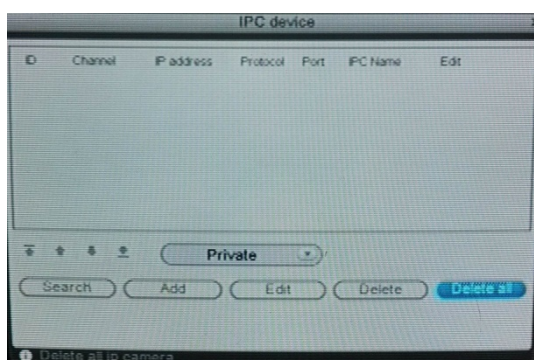 IPC device
ID Channel IP address Protocol Port IPC Name Edit
Private
Search Add Edit Delete Delete all
Delete all ip camera